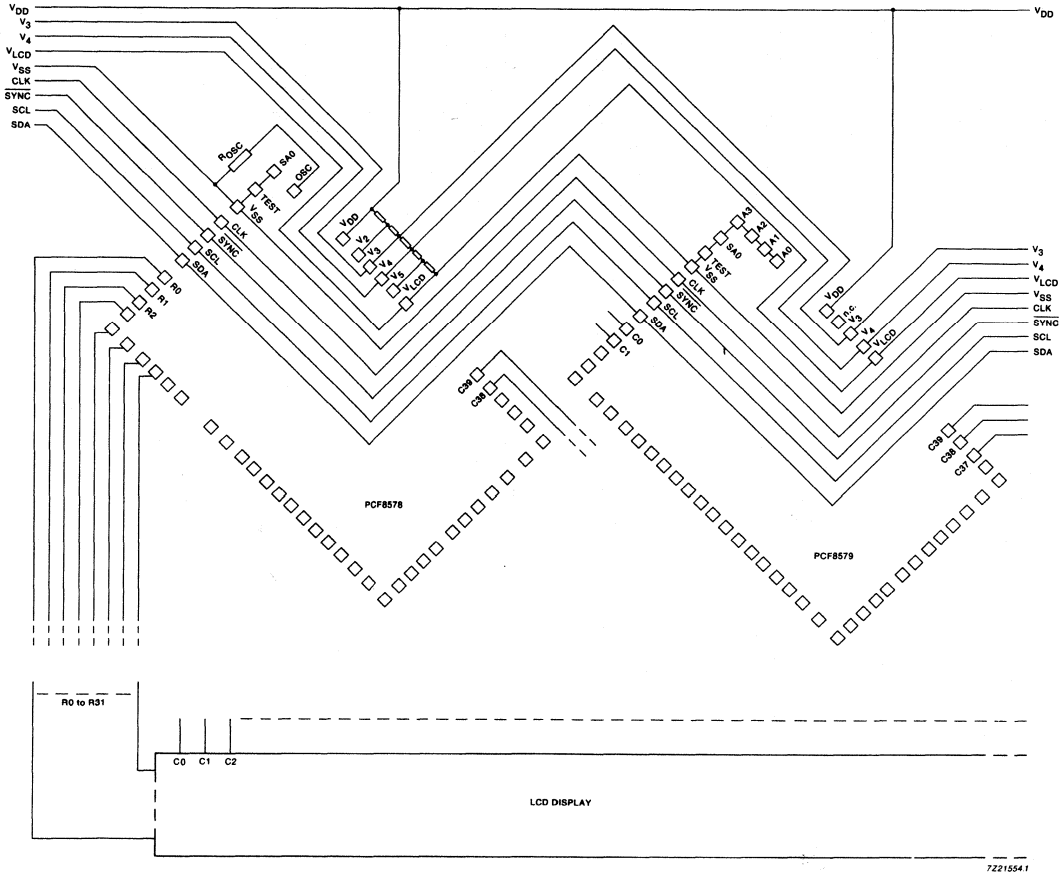 VDD
V3
V4
VLCD
VSS
CLK
SYNC
SCL
SDA
VDD
ROSC
SA0
OSC
TEST
VSS
CLK
SYNC
SCL
SDA
R0
R1
R2
VDD
V2
V3
V4
V5
VLCD
C39
C38
PCF8578
A3
A2
A1
A0
SA0
TEST
VSS
CLK
SYNC
SCL
SDA
C0
C1
VDD
n.c.
V3
V4
VLCD
V3
V4
VLCD
VSS
CLK
SYNC
SCL
SDA
C39
C38
C37
PCF8579
R0 to R31
C0 C1 C2
LCD DISPLAY
7Z21554.1